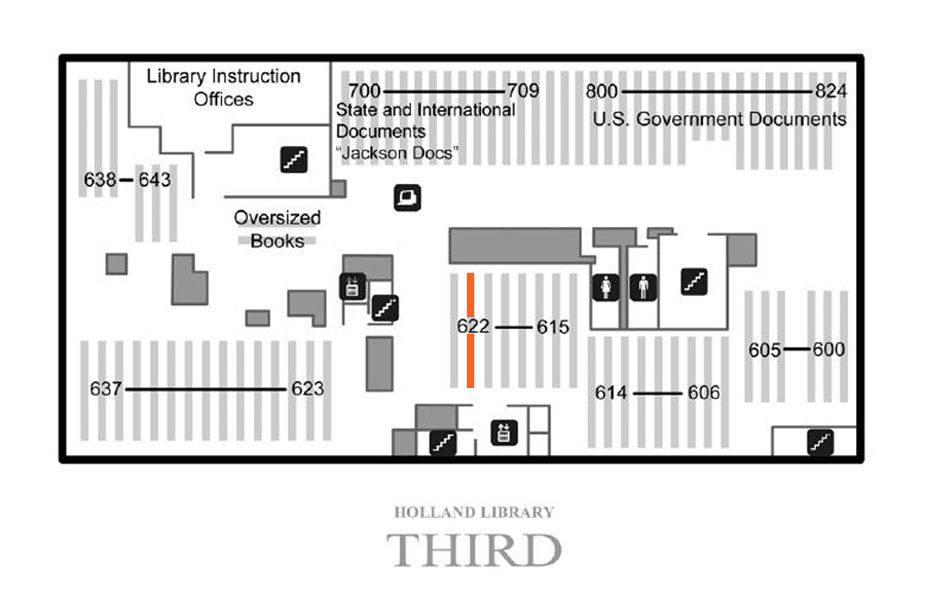 Library Instruction
Offices
700 709
State and International
Documents
“Jackson Docs”
800 824
U.S. Government Documents
638 643
Oversized
Books
622 615
605 600
637 623
614 606
HOLLAND LIBRARY
THIRD